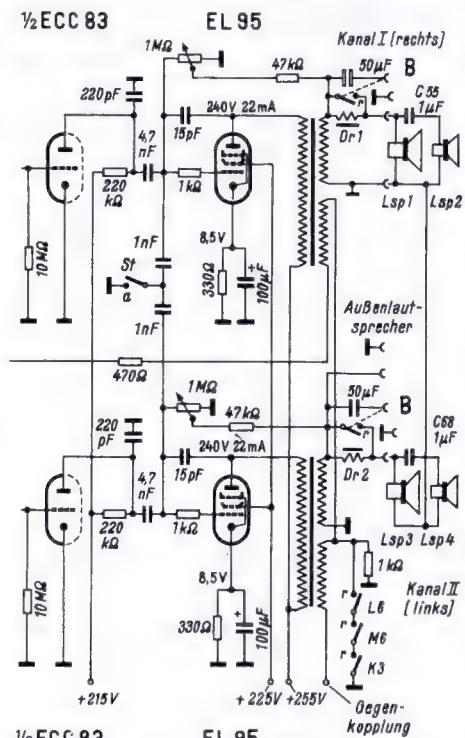 ½ECC 83
EL 95
Kanal I [rechts]
1MΩ
47kΩ
50µF
B
220pF
r
C55
1µF
15pF
240V 22mA
4,7
nF
Dr1
220
kΩ
1kΩ
Lsp1
Lsp2
10MΩ
1nF
8,5V
St
a
330Ω
+
100µF
1nF
Außenlaut-
sprecher
470Ω
1MΩ
50µF
B
47kΩ
220
pF
r
C68
1µF
240V 22mA
15pF
4,7
nF
Dr2
220
kΩ
1kΩ
Lsp3
Lsp4
10MΩ
8,5V
1kΩ
Kanal II
[links]
r
L6
330Ω
+
100µF
r
M6
r
K3
+215V
+225V
+255V
Gegen-
kopplung
½ECC 83
EL 95